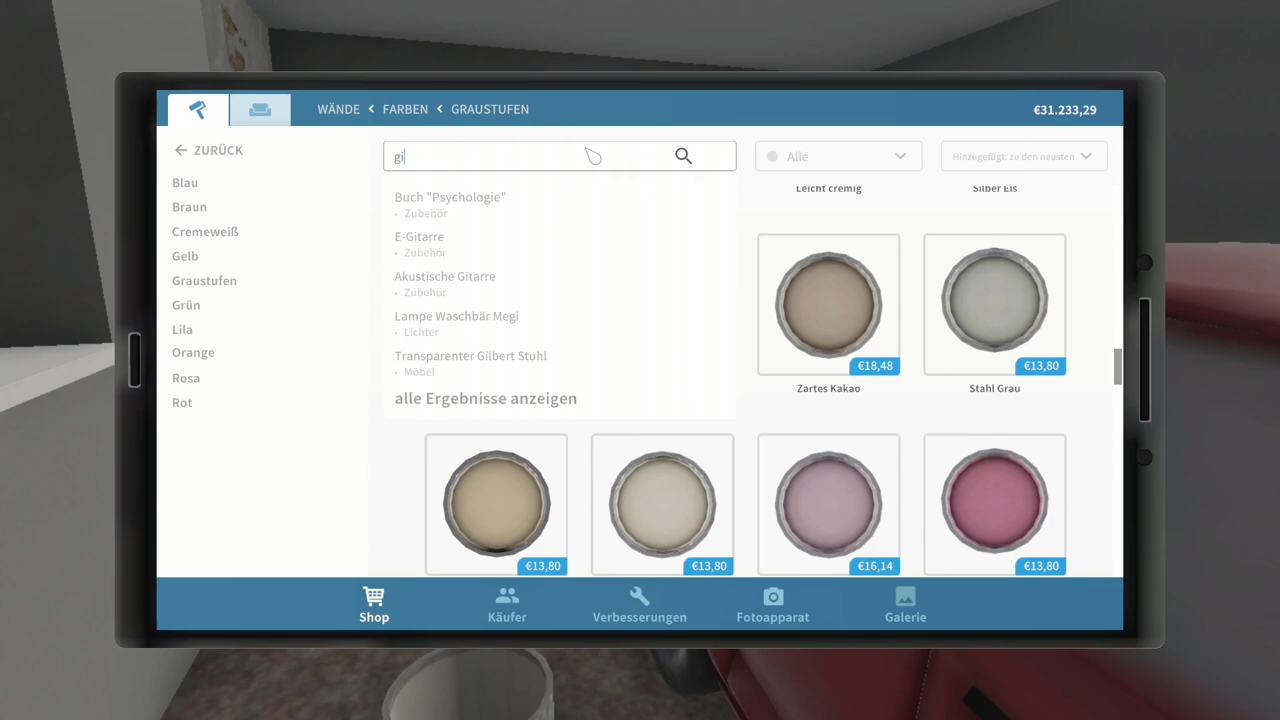 WÄNDE < FARBEN < GRAUSTUFEN
€31.233,29
ZURÜCK
Blau
Braun
Cremeweiß
Gelb
Graustufen
Grün
Lila
Orange
Rosa
Rot
gi
Alle
Hinzugefügt: zu den neusten
Buch "Psychologie"
• Zubehör
E-Gitarre
• Zubehör
Akustische Gitarre
• Zubehör
Lampe Waschbär Megi
• Lichter
Transparenter Gilbert Stuhl
• Möbel
alle Ergebnisse anzeigen
Leicht cremig
Silber Eis
€18,48
€13,80
Zartes Kakao
Stahl Grau
€13,80
€13,80
€16,14
€13,80
Shop
Käufer
Verbesserungen
Fotoapparat
Galerie